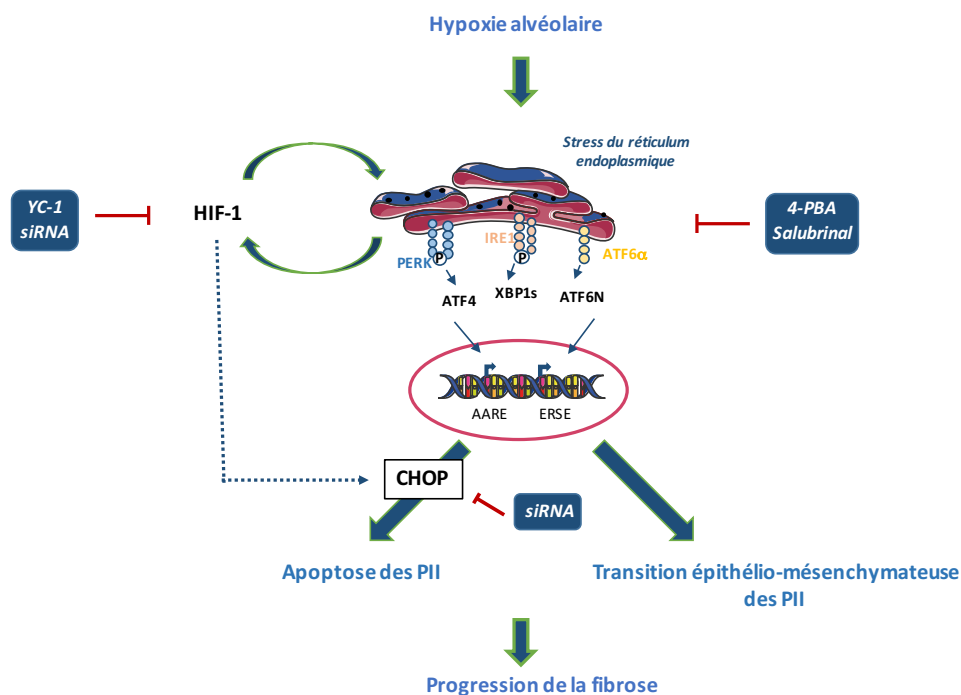 Hypoxie alvéolaire
Stress du réticulum
endoplasmique
YC-1
siRNA
HIF-1
4-PBA
Salubrinal
PERK
P
IRE1
P
ATF6α
ATF4
XBP1s
ATF6N
AARE
ERSE
CHOP
siRNA
Apoptose des PII
Transition épithélio-mésenchymateuse
des PII
Progression de la fibrose